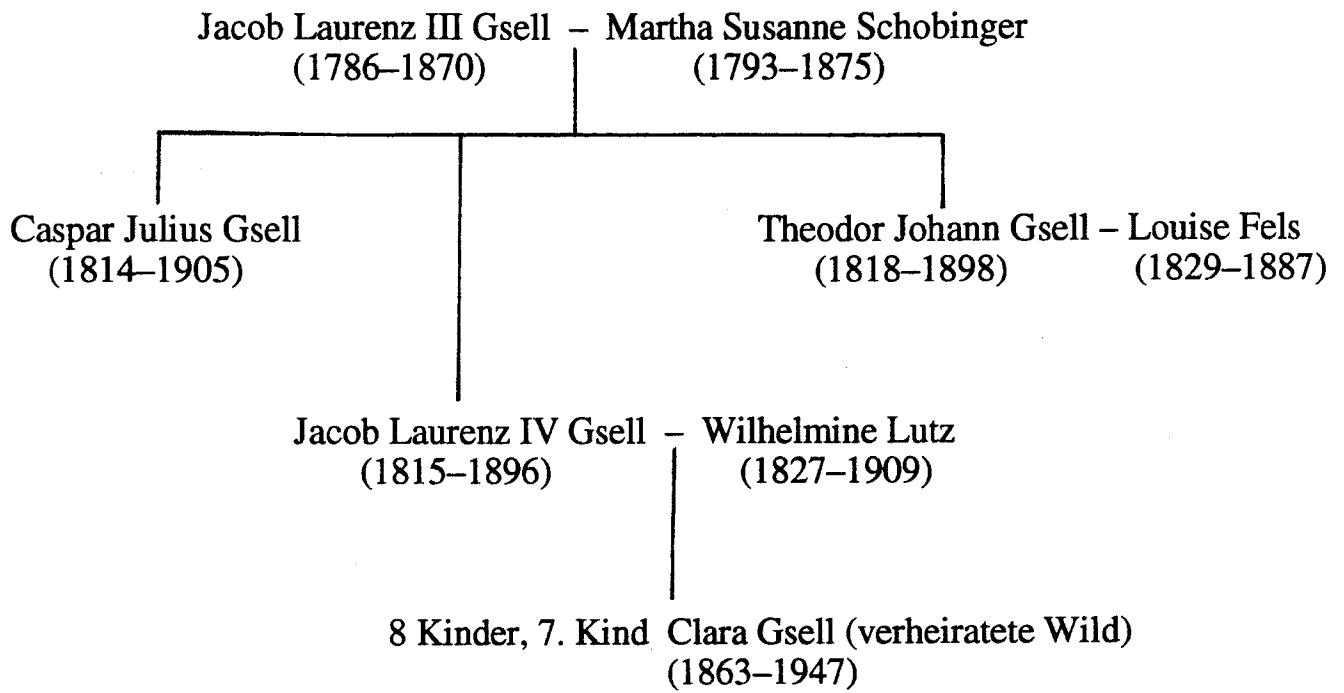 Jacob Laurenz III Gsell – Martha Susanne Schobinger
(1786–1870) (1793–1875)
Caspar Julius Gsell
(1814–1905)
Theodor Johann Gsell – Louise Fels
(1818–1898) (1829–1887)
Jacob Laurenz IV Gsell – Wilhelmine Lutz
(1815–1896) (1827–1909)
8 Kinder, 7. Kind Clara Gsell (verheiratete Wild)
(1863–1947)